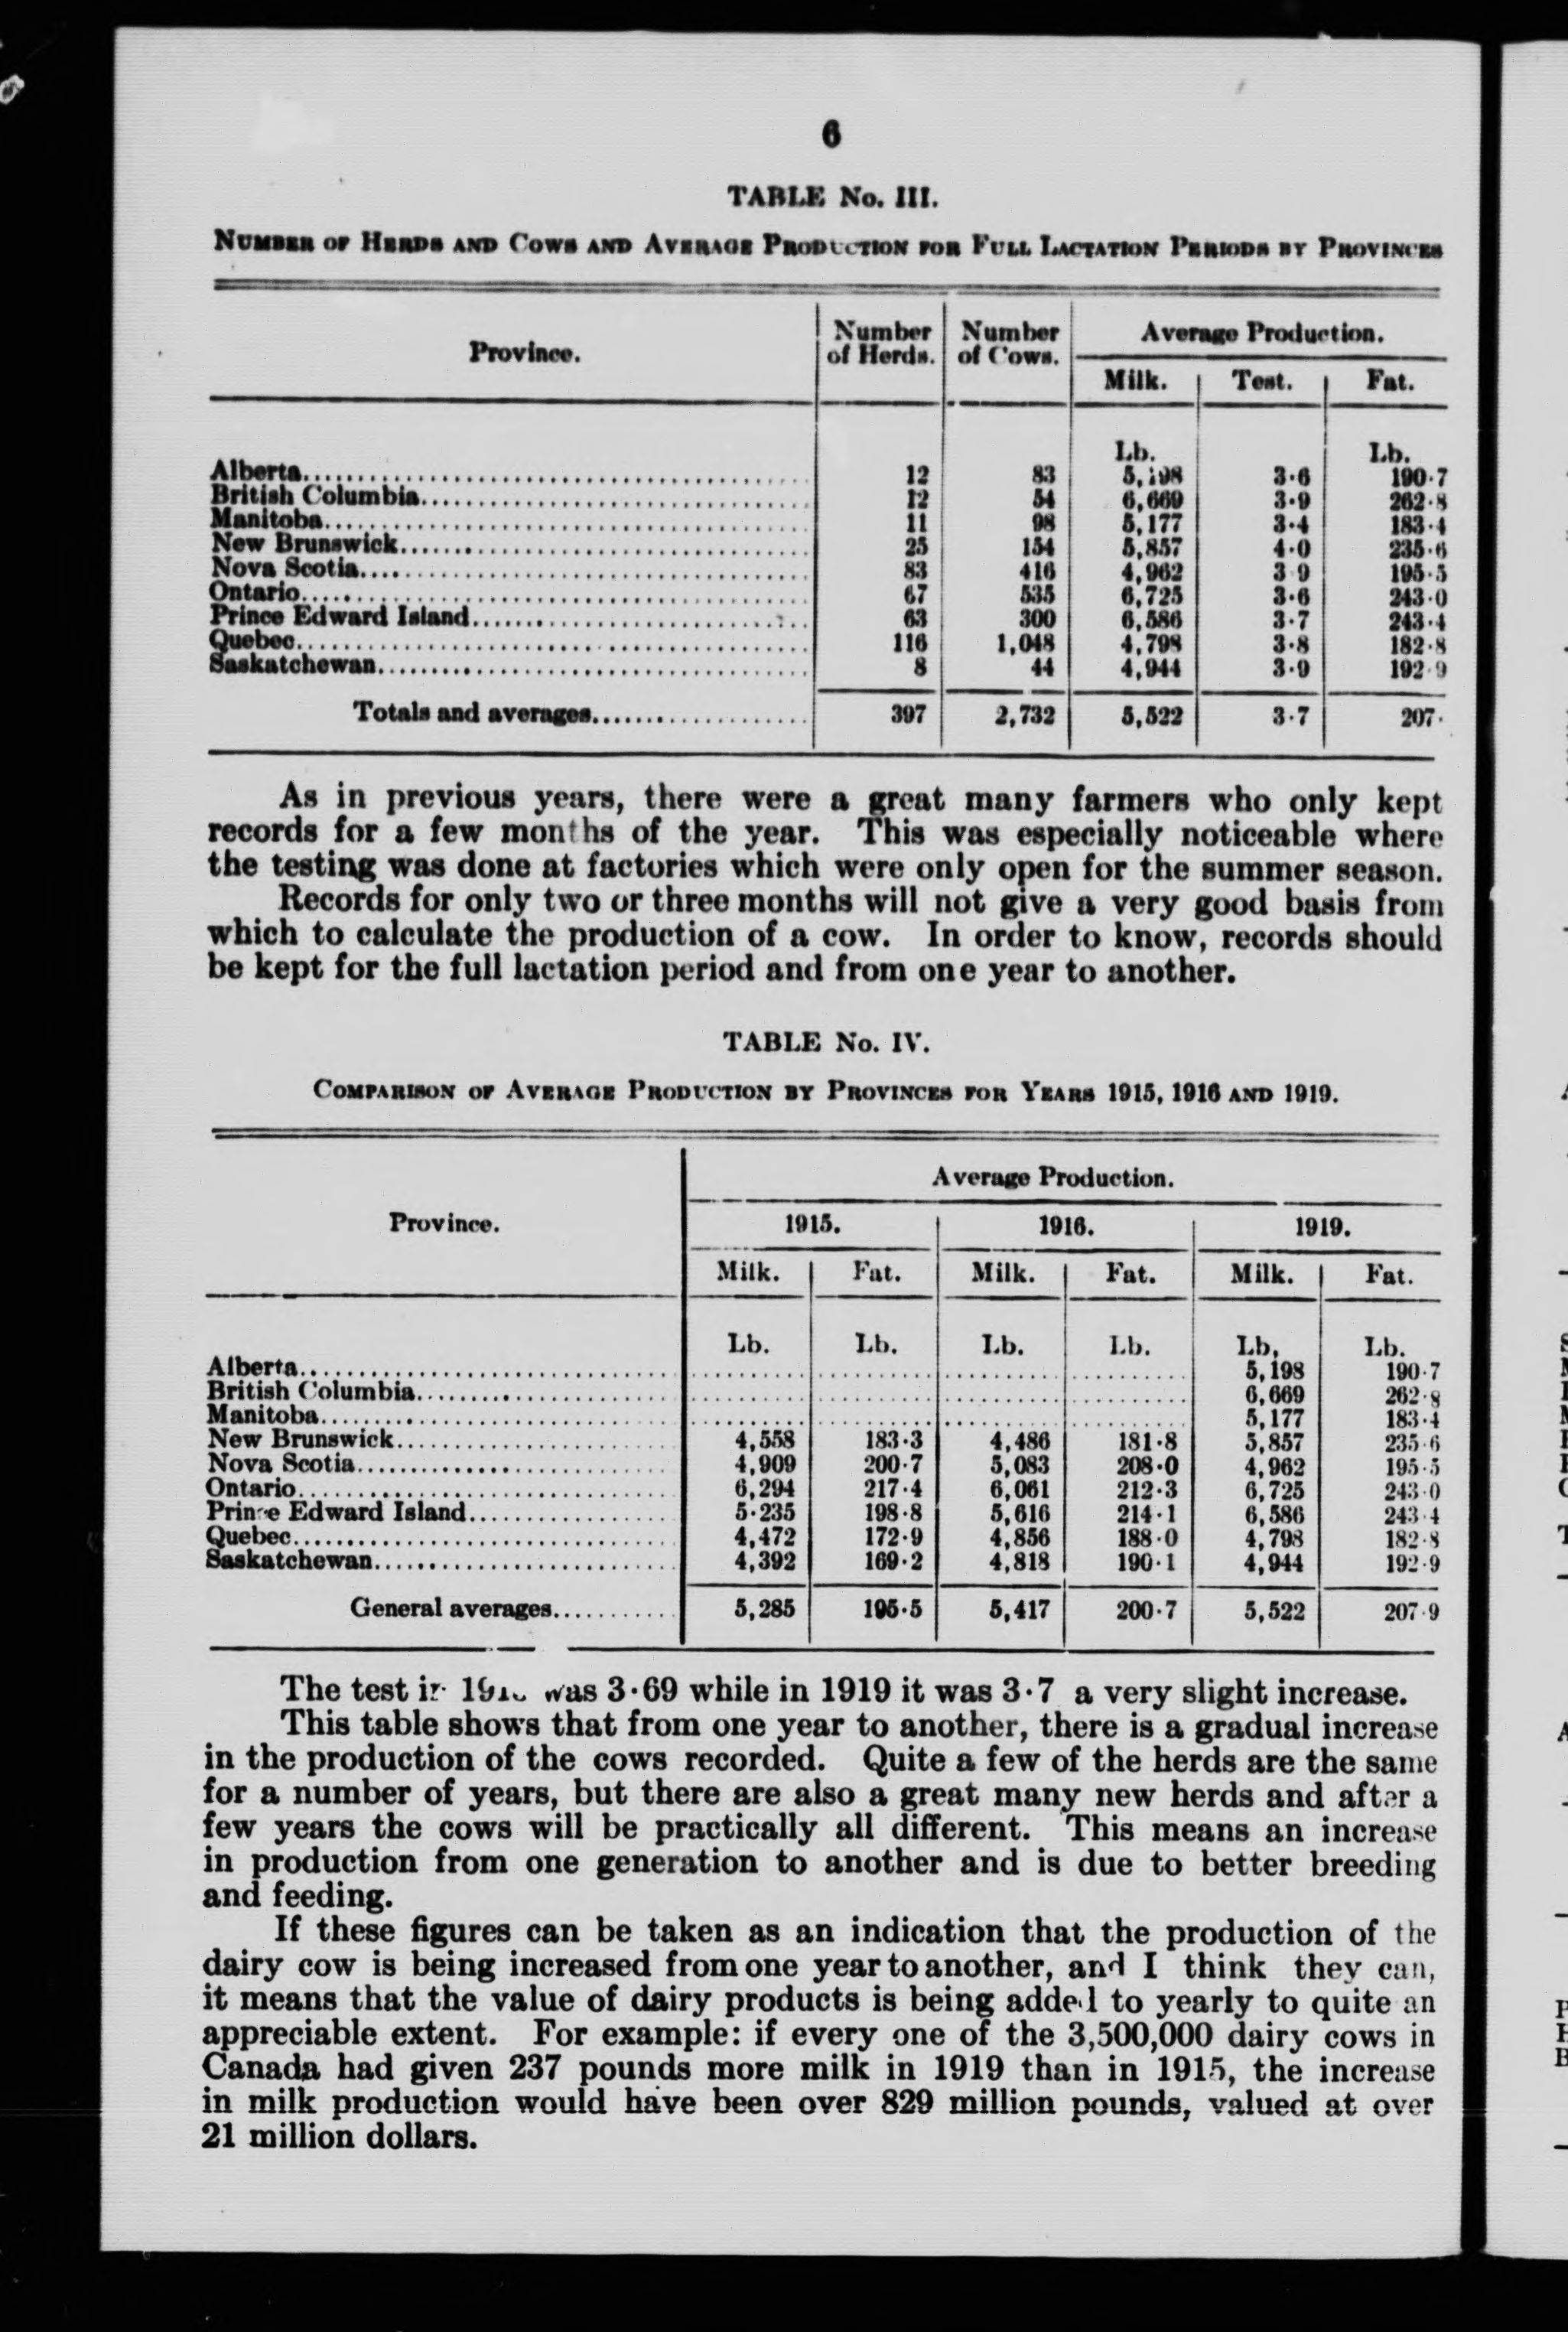 6
TABLE No. III.
NUMBER OF HERDS AND COWS AND AVERAGE PRODUCTION FOR FULL LACTATION PERIODS BY PROVINCES
Province. Number of Herds. Number of Cows. Average Production.
Milk. Test. Fat.
Lb. Lb.
Alberta 12 83 5,198 3·6 190·7
British Columbia 12 54 6,669 3·9 262·8
Manitoba 11 98 5,177 3·4 183·4
New Brunswick 25 154 5,857 4·0 235·6
Nova Scotia 83 416 4,962 3 9 195·5
Ontario 67 535 6,725 3·6 243·0
Prince Edward Island 63 300 6,586 3·7 243·4
Quebec 116 1,048 4,798 3·8 182·8
Saskatchewan 8 44 4,944 3·9 192·9
Totals and averages 397 2,732 5,522 3·7 207·
As in previous years, there were a great many farmers who only kept
records for a few months of the year. This was especially noticeable where
the testing was done at factories which were only open for the summer season.
Records for only two or three months will not give a very good basis from
which to calculate the production of a cow. In order to know, records should
be kept for the full lactation period and from one year to another.
TABLE No. IV.
COMPARISON OF AVERAGE PRODUCTION BY PROVINCES FOR YEARS 1915, 1916 AND 1919.
Province. Average Production.
1915. 1916. 1919.
Milk. Fat. Milk. Fat. Milk. Fat.
Lb. Lb. Lb. Lb. Lb. Lb.
Alberta 5,198 190·7
British Columbia 6,669 262·8
Manitoba 5,177 183·4
New Brunswick 4,558 183·3 4,486 181·8 5,857 235·6
Nova Scotia 4,909 200·7 5,083 208·0 4,962 195·5
Ontario 6,294 217·4 6,061 212·3 6,725 243·0
Prince Edward Island 5·235 198·8 5,616 214·1 6,586 243·4
Quebec 4,472 172·9 4,856 188·0 4,798 182·8
Saskatchewan 4,392 169·2 4,818 190·1 4,944 192·9
General averages 5,285 195·5 5,417 200·7 5,522 207·9
The test in was 3·69 while in 1919 it was 3·7 a very slight increase.
This table shows that from one year to another, there is a gradual increase
in the production of the cows recorded. Quite a few of the herds are the same
for a number of years, but there are also a great many new herds and after a
few years the cows will be practically all different. This means an increase
in production from one generation to another and is due to better breeding
and feeding.
If these figures can be taken as an indication that the production of the
dairy cow is being increased from one year to another, and I think they can,
it means that the value of dairy products is being added to yearly to quite an
appreciable extent. For example: if every one of the 3,500,000 dairy cows in
Canada had given 237 pounds more milk in 1919 than in 1915, the increase
in milk production would have been over 829 million pounds, valued at over
21 million dollars.